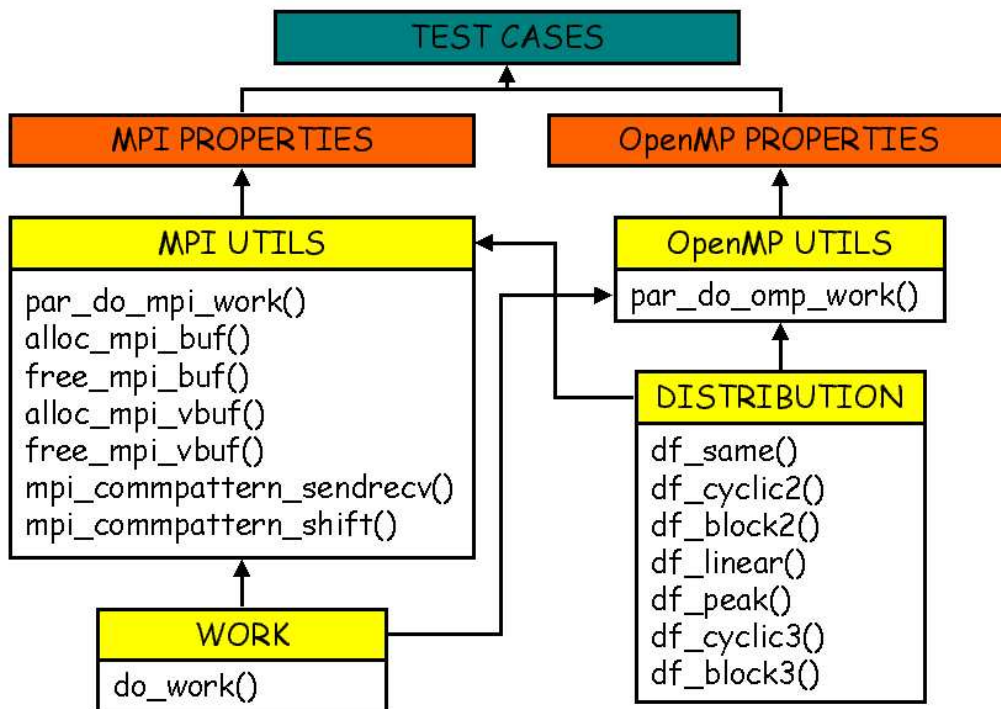 TEST CASES
MPI PROPERTIES
OpenMP PROPERTIES
MPI UTILS
par_do_mpi_work()
alloc_mpi_buf()
free_mpi_buf()
alloc_mpi_vbuf()
free_mpi_vbuf()
mpi_commpattern_sendrecv()
mpi_commpattern_shift()
OpenMP UTILS
par_do_omp_work()
DISTRIBUTION
df_same()
df_cyclic2()
df_block2()
df_linear()
df_peak()
df_cyclic3()
df_block3()
WORK
do_work()